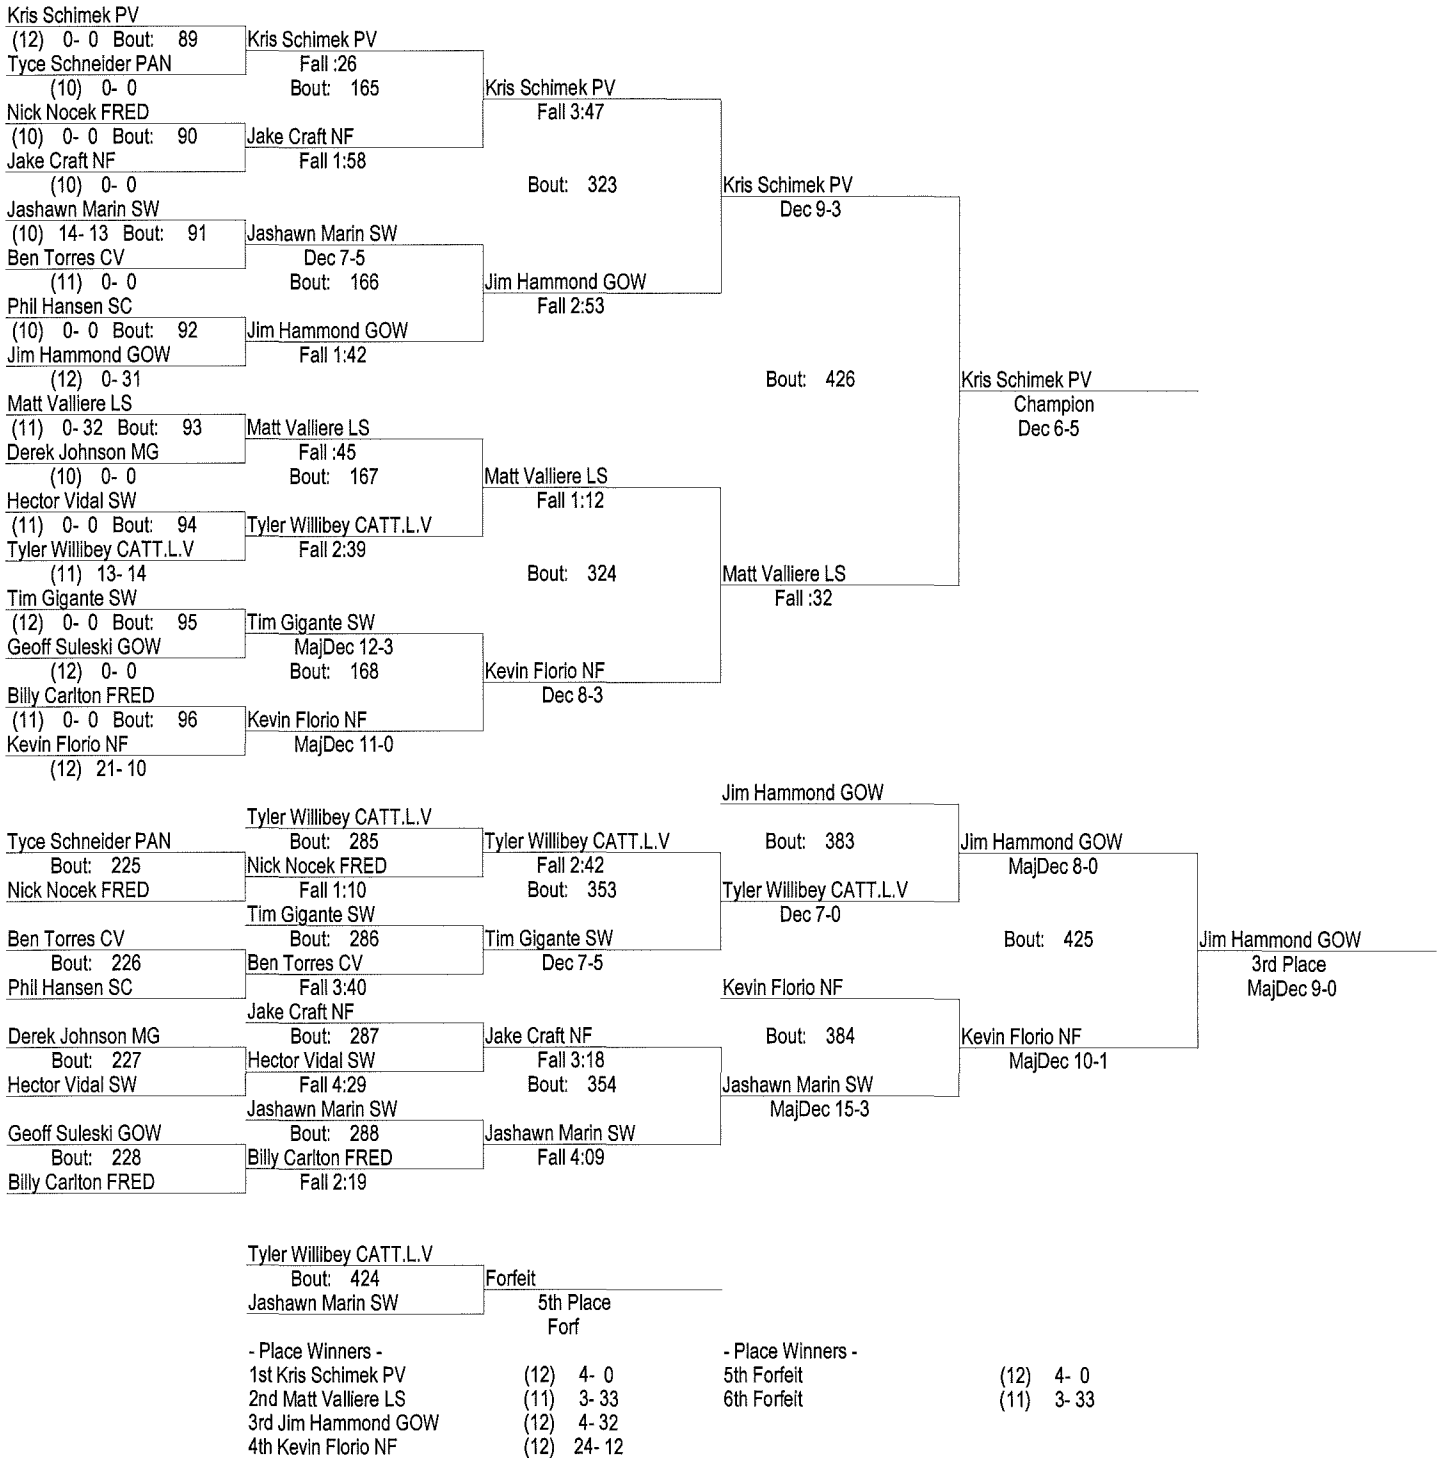 Kris Schimek PV
(12) 0- 0 Bout: 89 Kris Schimek PV
Tyce Schneider PAN Fall :26
(10) 0- 0 Bout: 165 Kris Schimek PV
Nick Nocek FRED Fall 3:47
(10) 0- 0 Bout: 90 Jake Craft NF
Jake Craft NF Fall 1:58
(10) 0- 0 Bout: 323 Kris Schimek PV
Jashawn Marin SW Dec 9-3
(10) 14- 13 Bout: 91 Jashawn Marin SW
Ben Torres CV Dec 7-5
(11) 0- 0 Bout: 166 Jim Hammond GOW
Phil Hansen SC Fall 2:53
(10) 0- 0 Bout: 92 Jim Hammond GOW
Jim Hammond GOW Fall 1:42
(12) 0- 31 Bout: 426 Kris Schimek PV
Matt Valliere LS Champion
(11) 0- 32 Bout: 93 Matt Valliere LS Dec 6-5
Derek Johnson MG Fall :45
(10) 0- 0 Bout: 167 Matt Valliere LS
Hector Vidal SW Fall 1:12
(11) 0- 0 Bout: 94 Tyler Willibey CATT.L.V
Tyler Willibey CATT.L.V Fall 2:39
(11) 13- 14 Bout: 324 Matt Valliere LS
Tim Gigante SW Fall :32
(12) 0- 0 Bout: 95 Tim Gigante SW
Geoff Suleski GOW MajDec 12-3
(12) 0- 0 Bout: 168 Kevin Florio NF
Billy Carlton FRED Dec 8-3
(11) 0- 0 Bout: 96 Kevin Florio NF
Kevin Florio NF MajDec 11-0
(12) 21- 10
Jim Hammond GOW
Tyler Willibey CATT.L.V
Tyce Schneider PAN Bout: 285 Tyler Willibey CATT.L.V Bout: 383 Jim Hammond GOW
Bout: 225 Nick Nocek FRED Fall 2:42 MajDec 8-0
Nick Nocek FRED Fall 1:10 Bout: 353 Tyler Willibey CATT.L.V
Tim Gigante SW Dec 7-0
Ben Torres CV Bout: 286 Tim Gigante SW Bout: 425 Jim Hammond GOW
Bout: 226 Ben Torres CV Dec 7-5 3rd Place
Phil Hansen SC Fall 3:40 Kevin Florio NF MajDec 9-0
Jake Craft NF
Derek Johnson MG Bout: 287 Jake Craft NF Bout: 384 Kevin Florio NF
Bout: 227 Hector Vidal SW Fall 3:18 MajDec 10-1
Hector Vidal SW Fall 4:29 Bout: 354 Jashawn Marin SW
Jashawn Marin SW MajDec 15-3
Geoff Suleski GOW Bout: 288 Jashawn Marin SW
Bout: 228 Billy Carlton FRED Fall 4:09
Billy Carlton FRED Fall 2:19
Tyler Willibey CATT.L.V
Bout: 424 Forfeit
Jashawn Marin SW 5th Place
Forf
- Place Winners - - Place Winners -
1st Kris Schimek PV (12) 4- 0 5th Forfeit (12) 4- 0
2nd Matt Valliere LS (11) 3- 33 6th Forfeit (11) 3- 33
3rd Jim Hammond GOW (12) 4- 32
4th Kevin Florio NF (12) 24- 12